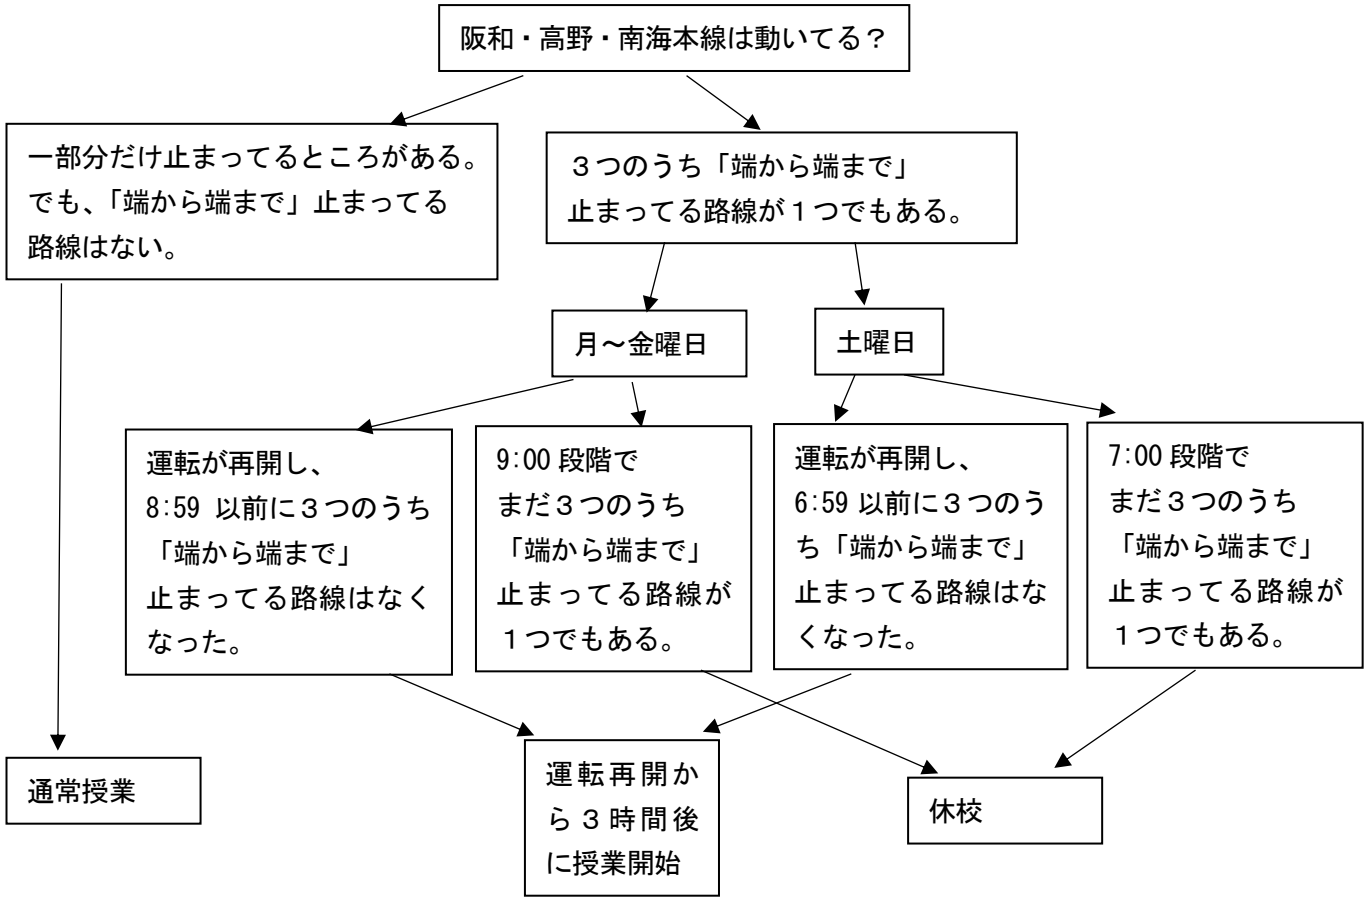 阪和・高野・南海本線は動いてる？
一部分だけ止まってるところがある。
でも、「端から端まで」止まってる
路線はない。
３つのうち「端から端まで」
止まってる路線が１つでもある。
月～金曜日
土曜日
運転が再開し、
8:59 以前に３つのうち
「端から端まで」
止まってる路線はなく
なった。
9:00 段階で
まだ３つのうち
「端から端まで」
止まってる路線が
１つでもある。
運転が再開し、
6:59 以前に３つのう
ち「端から端まで」
止まってる路線はな
くなった。
7:00 段階で
まだ３つのうち
「端から端まで」
止まってる路線が
１つでもある。
通常授業
運転再開か
ら３時間後
に授業開始
休校